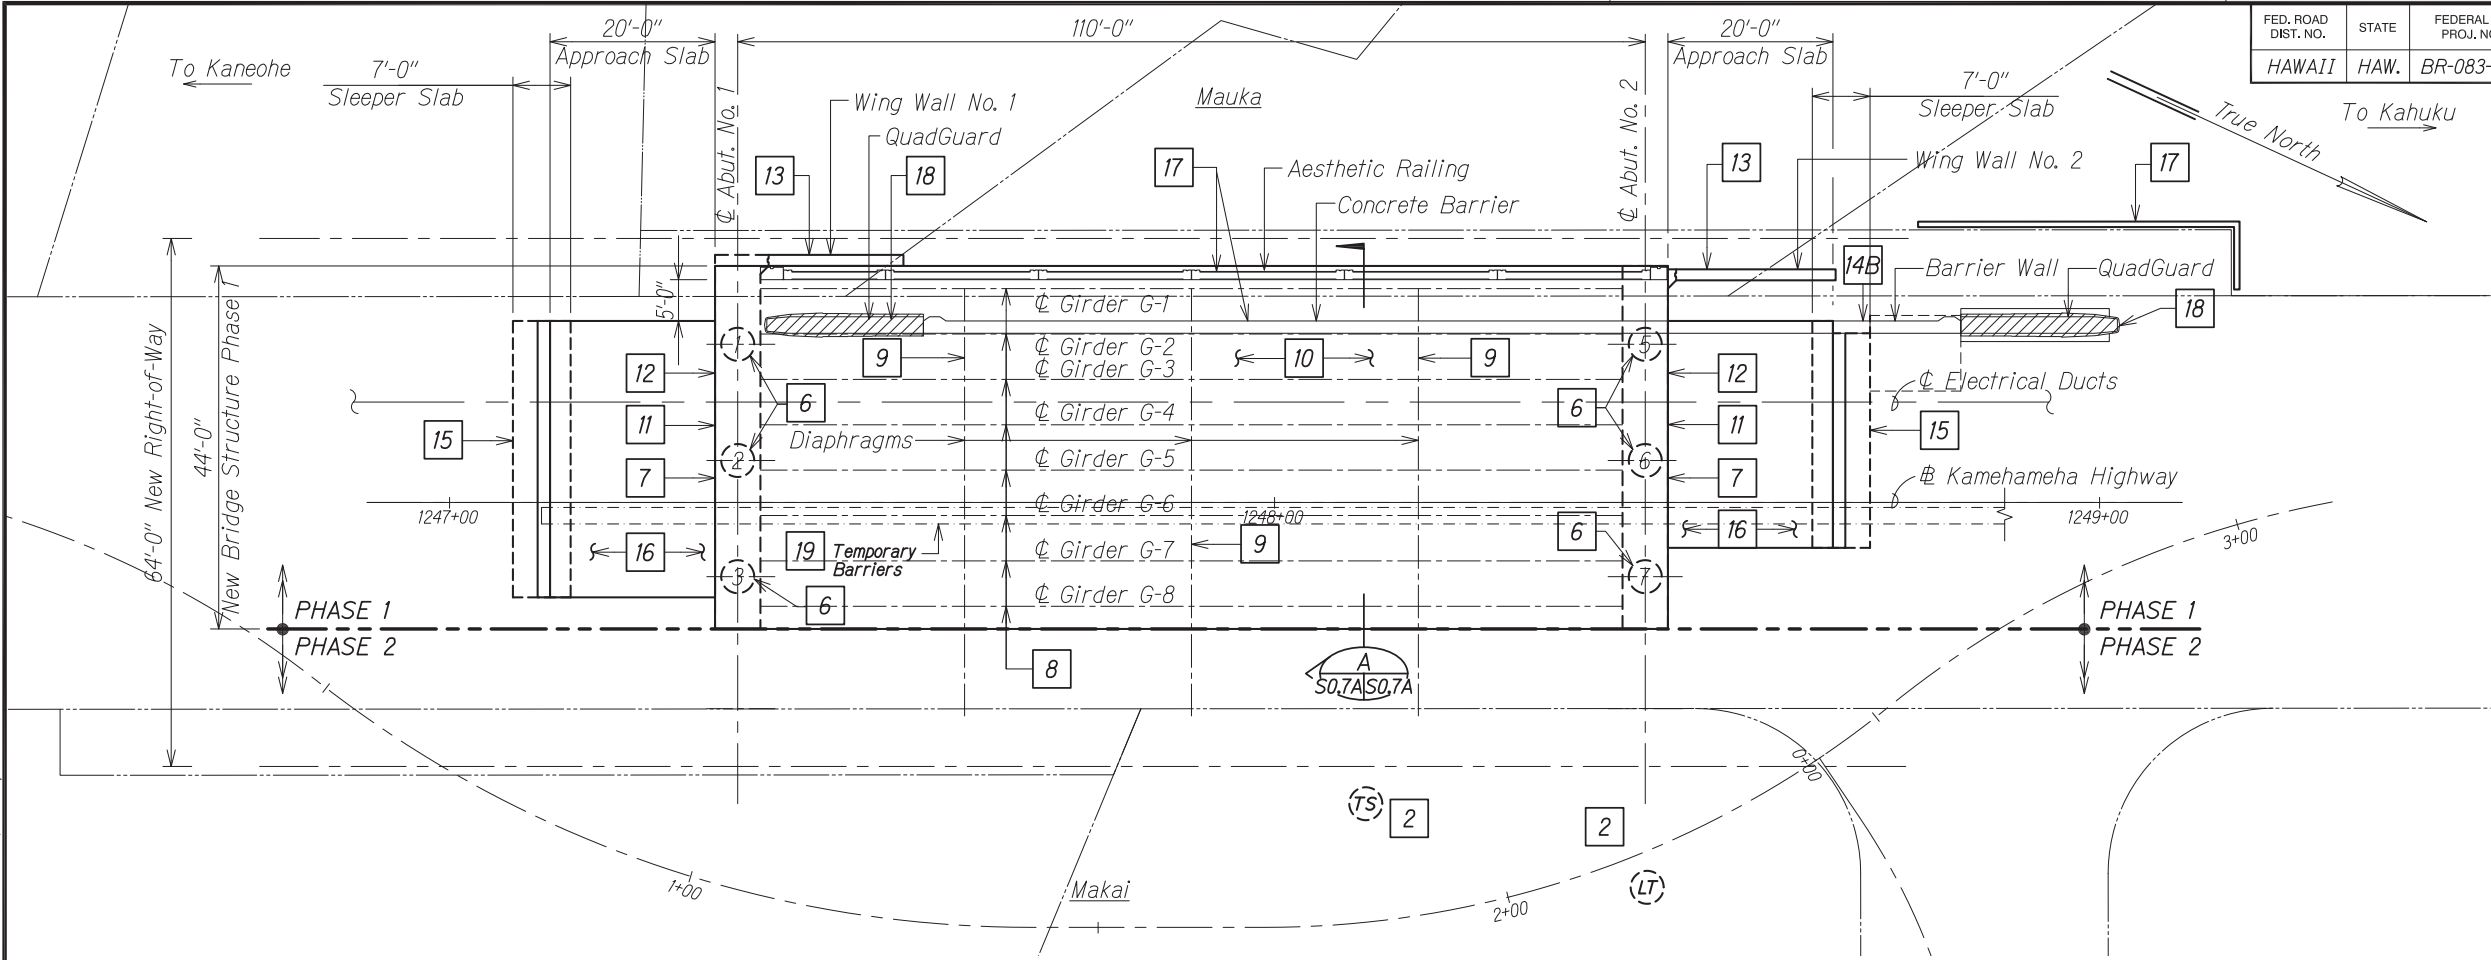 FED. ROAD DIST. NO.
STATE
FEDERAL
PROJ. NO
HAWAII
HAW.
BR-083-
20'-0"
Approach Slab
110'-0"
20'-0"
Approach Slab
To Kaneohe
7'-0"
Sleeper Slab
7'-0"
Sleeper Slab
To Kahuku
True North
℄ Abut. No. 1
℄ Abut. No. 2
Mauka
Wing Wall No. 1
QuadGuard
13
18
17
Aesthetic Railing
Concrete Barrier
13
Wing Wall No. 2
17
14B
Barrier Wall
QuadGuard
18
64'-0" New Right-of-Way
44'-0"
New Bridge Structure Phase 1
5'-0"
℄ Girder G-1
℄ Girder G-2
℄ Girder G-3
℄ Girder G-4
℄ Girder G-5
℄ Girder G-6
℄ Girder G-7
℄ Girder G-8
1
2
3
5
6
7
9
10
9
12
11
7
6
6
12
11
7
15
15
Diaphragms
℄ Electrical Ducts
B Kamehameha Highway
1247+00
1248+00
1249+00
3+00
16
19
Temporary
Barriers
9
6
16
6
8
PHASE 1
PHASE 2
PHASE 1
PHASE 2
A
S0.7A S0.7A
TS
2
2
LT
0+00
1+00
2+00
Makai